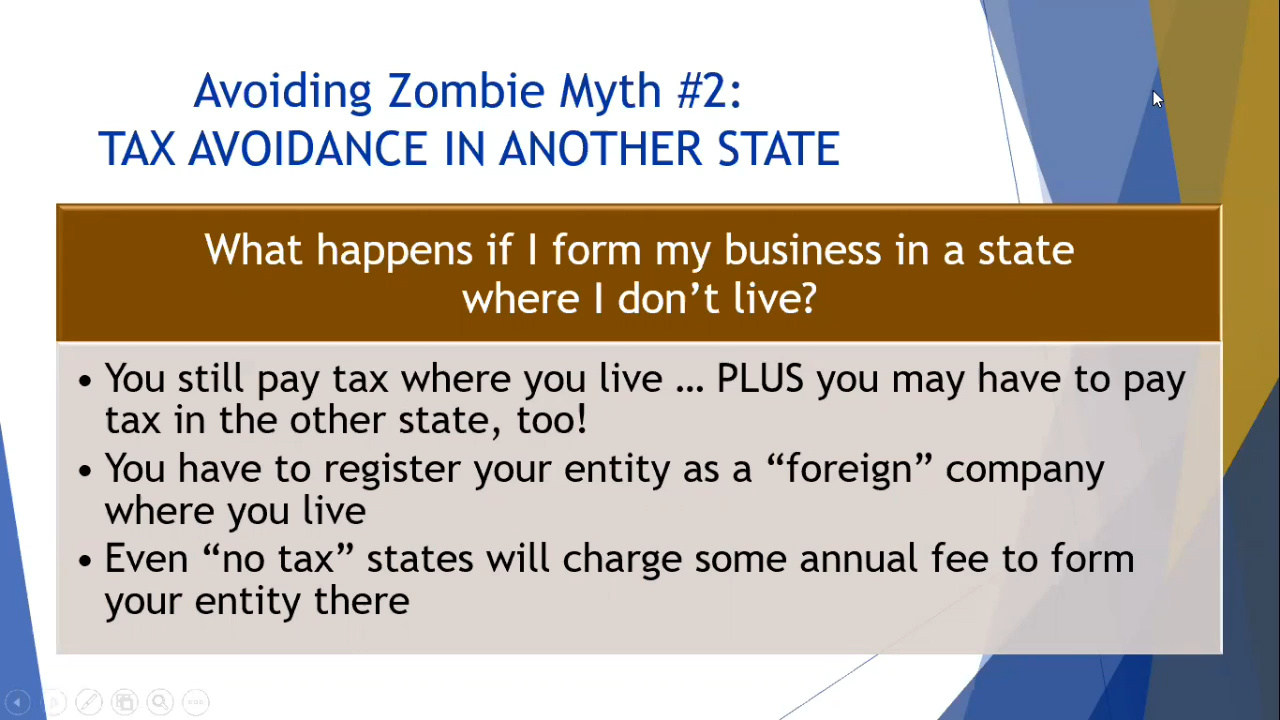 Avoiding Zombie Myth #2:
TAX AVOIDANCE IN ANOTHER STATE
What happens if I form my business in a state
where I don’t live?
• You still pay tax where you live … PLUS you may have to pay
tax in the other state, too!
• You have to register your entity as a “foreign” company
where you live
• Even “no tax” states will charge some annual fee to form
your entity there